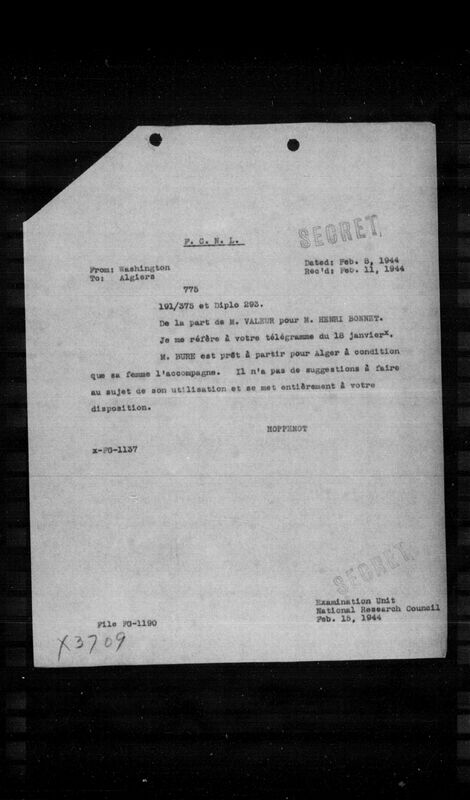 SECRET
F. C. N. L.
From: Washington
To: Algiers
Dated: Feb. 8, 1944
Rec'd: Feb. 11, 1944
775
191/375 et Diplo 293.
De la part de M. VALEUR pour M. HENRI BONNET.
Je me réfère à votre télégramme du 18 janvierx.
M. BURE est prêt à partir pour Alger à condition
que sa femme l'accompagne. Il n'a pas de suggestions à faire
au sujet de son utilisation et se met entièrement à votre
disposition.
HOPPENOT
x-FG-1137
SECRET
Examination Unit
National Research Council
Feb. 15, 1944
File FG-1190
X3709